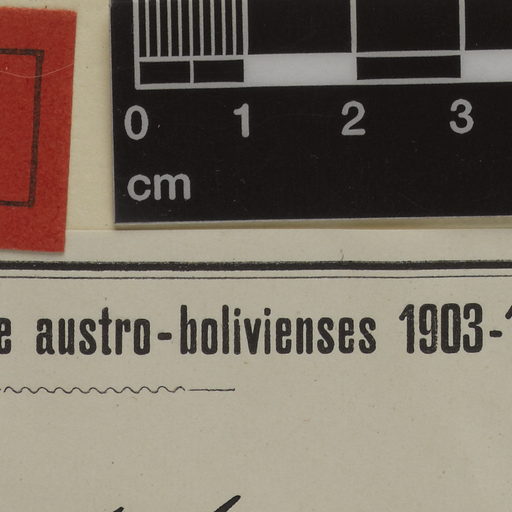 0 1 2 3
cm
austro-bolivienses 1903-